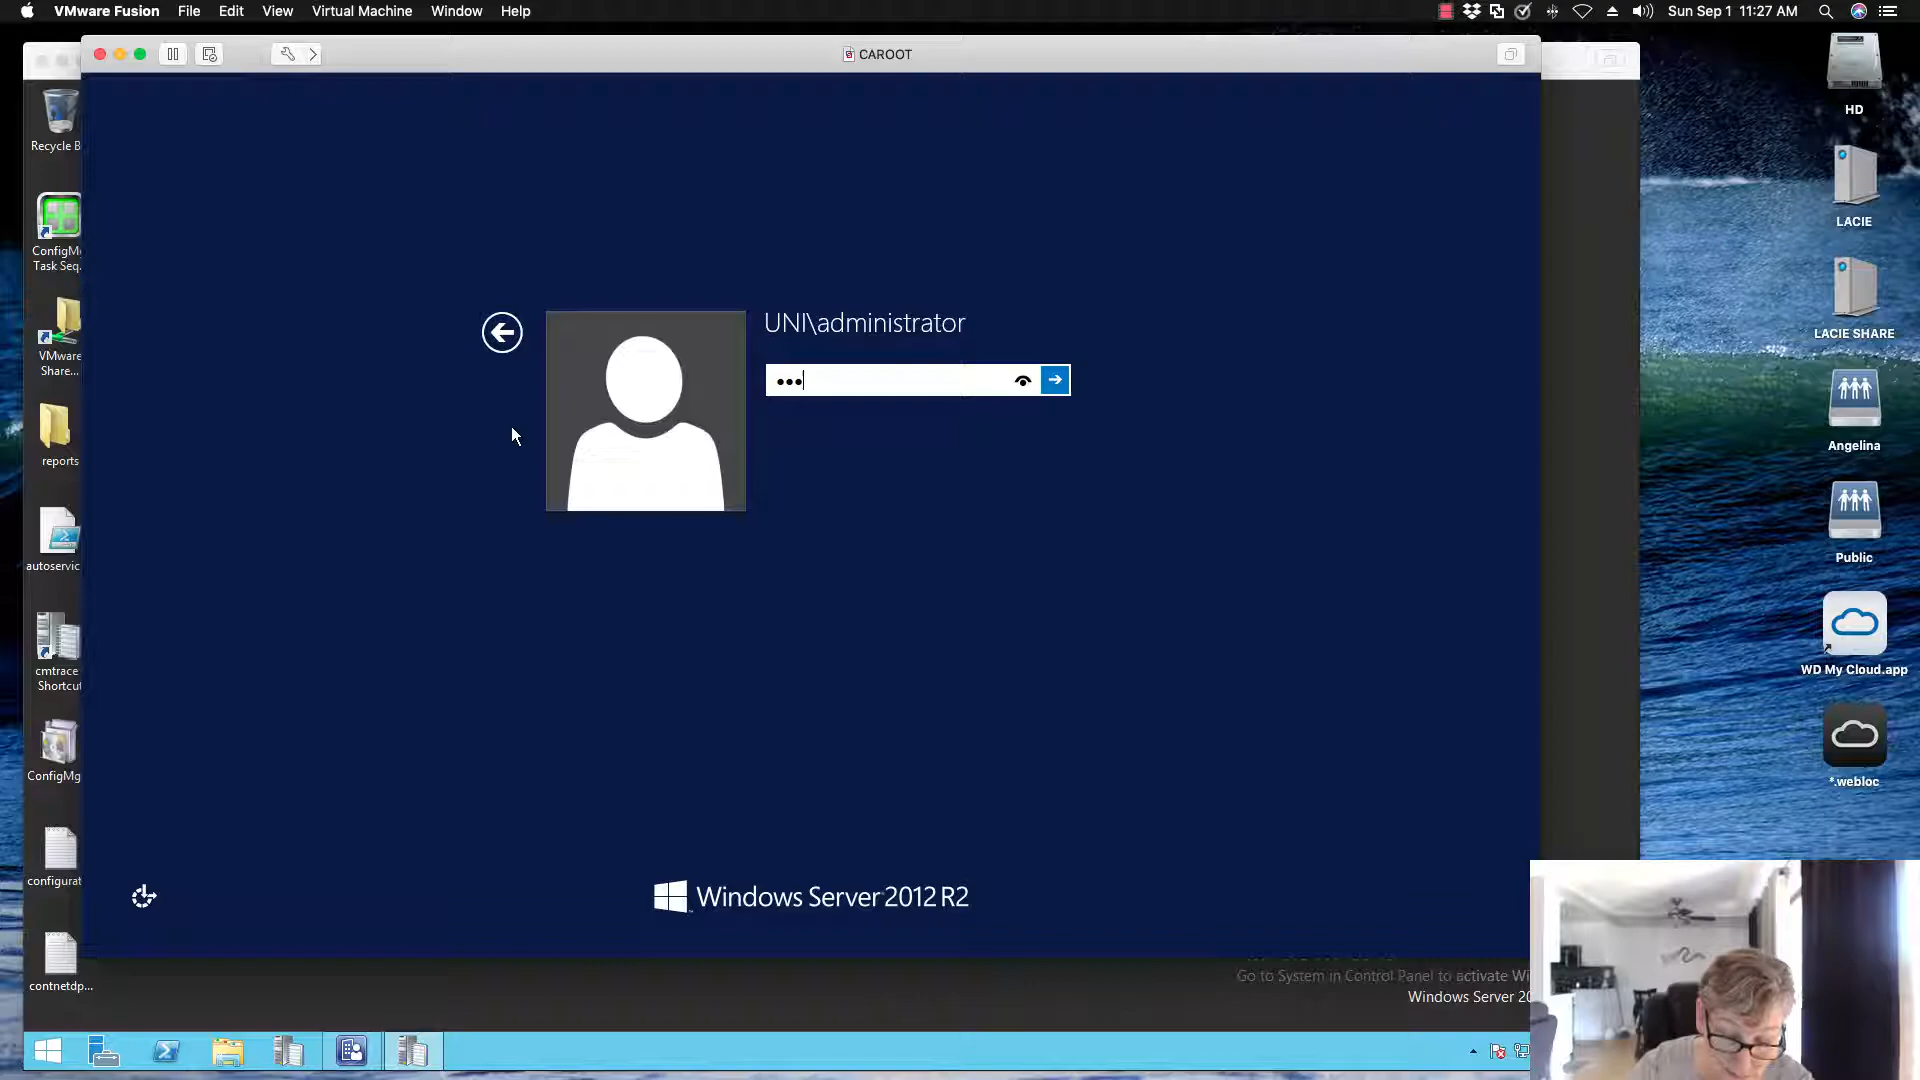 VMware Fusion File Edit View Virtual Machine Window Help
Sun Sep 1 11:27 AM
CAROOT
Recycle B
ConfigM
Task Seq.
VMware
Share...
reports
autoservic
cmtrace
Shortcut
ConfigMg
configurat
contnetdp...
UNI\administrator
Windows Server 2012 R2
Go to System in Control Panel to activate Wi
Windows Server 20
HD
LACIE
LACIE SHARE
Angelina
Public
WD My Cloud.app
*.webloc